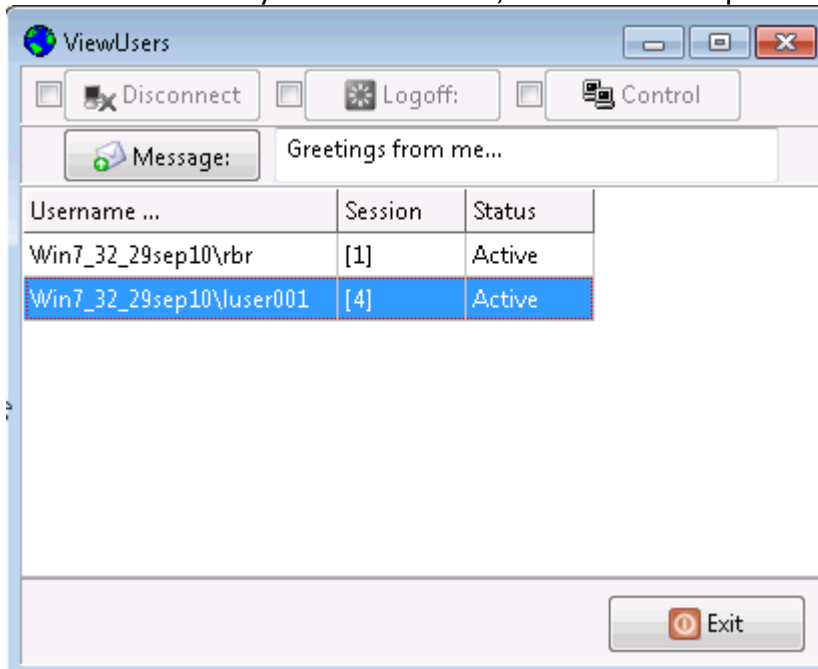 ViewUsers
Disconnect Logoff: Control
Message: Greetings from me...
Username ... Session Status
Win7_32_29sep10\rbr [1] Active
Win7_32_29sep10\luser001 [4] Active
Exit